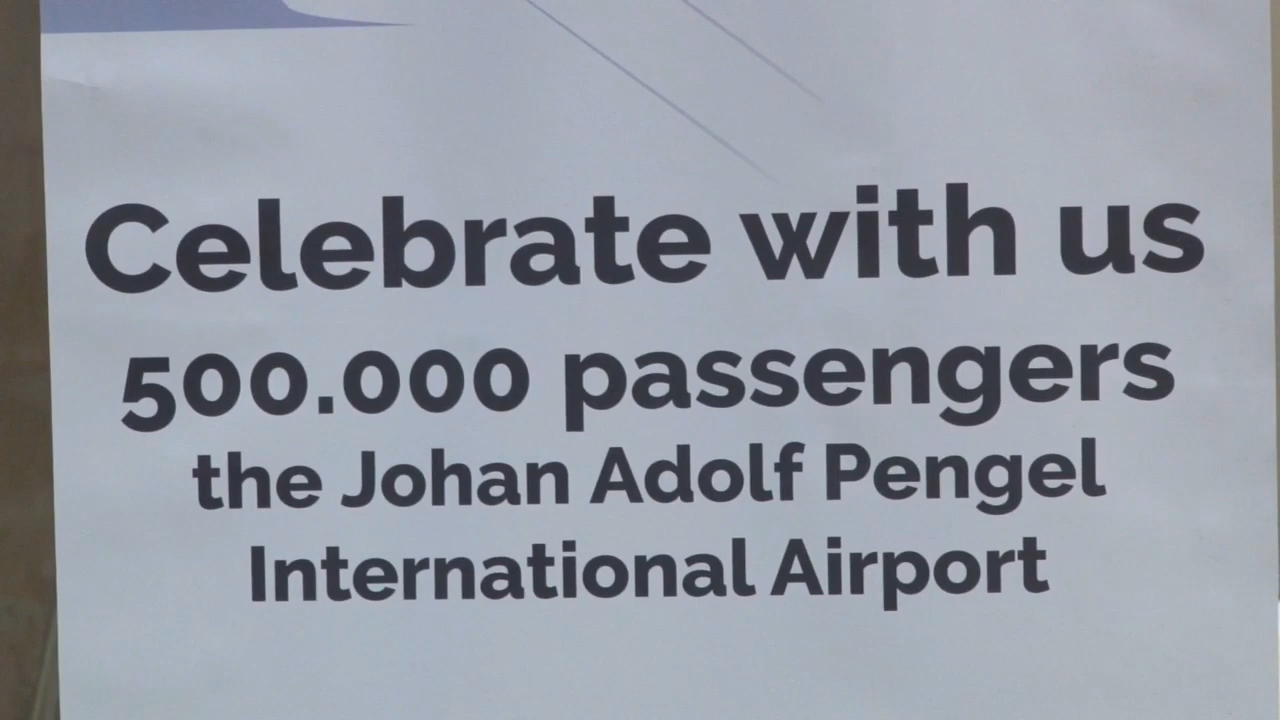 Celebrate with us
500.000 passengers
the Johan Adolf Pengel
International Airport